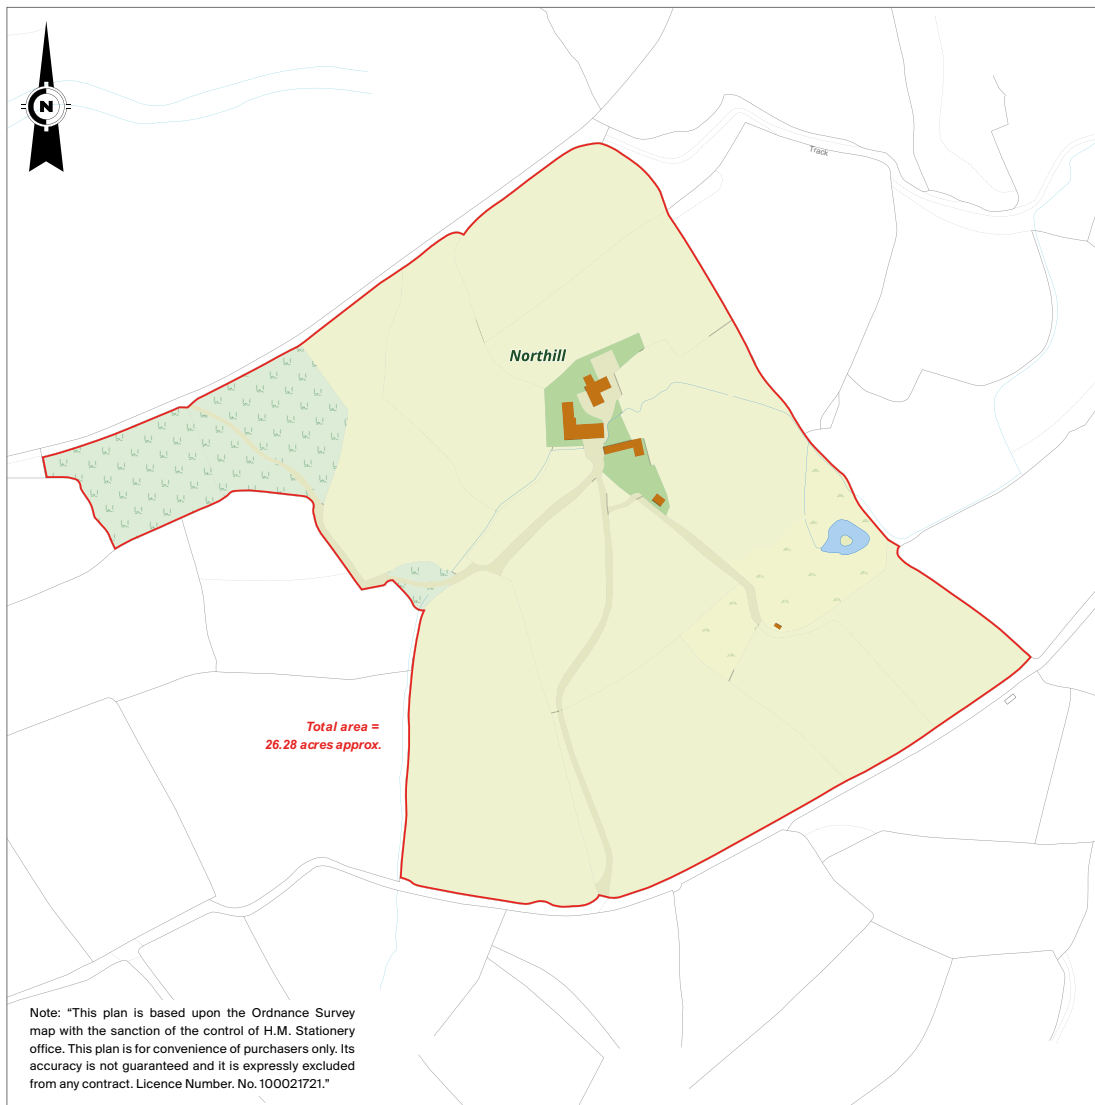 N
Track
Northill
Total area =
26.28 acres approx.
Note: “This plan is based upon the Ordnance Survey
map with the sanction of the control of H.M. Stationery
office. This plan is for convenience of purchasers only. Its
accuracy is not guaranteed and it is expressly excluded
from any contract. Licence Number. No. 100021721.”